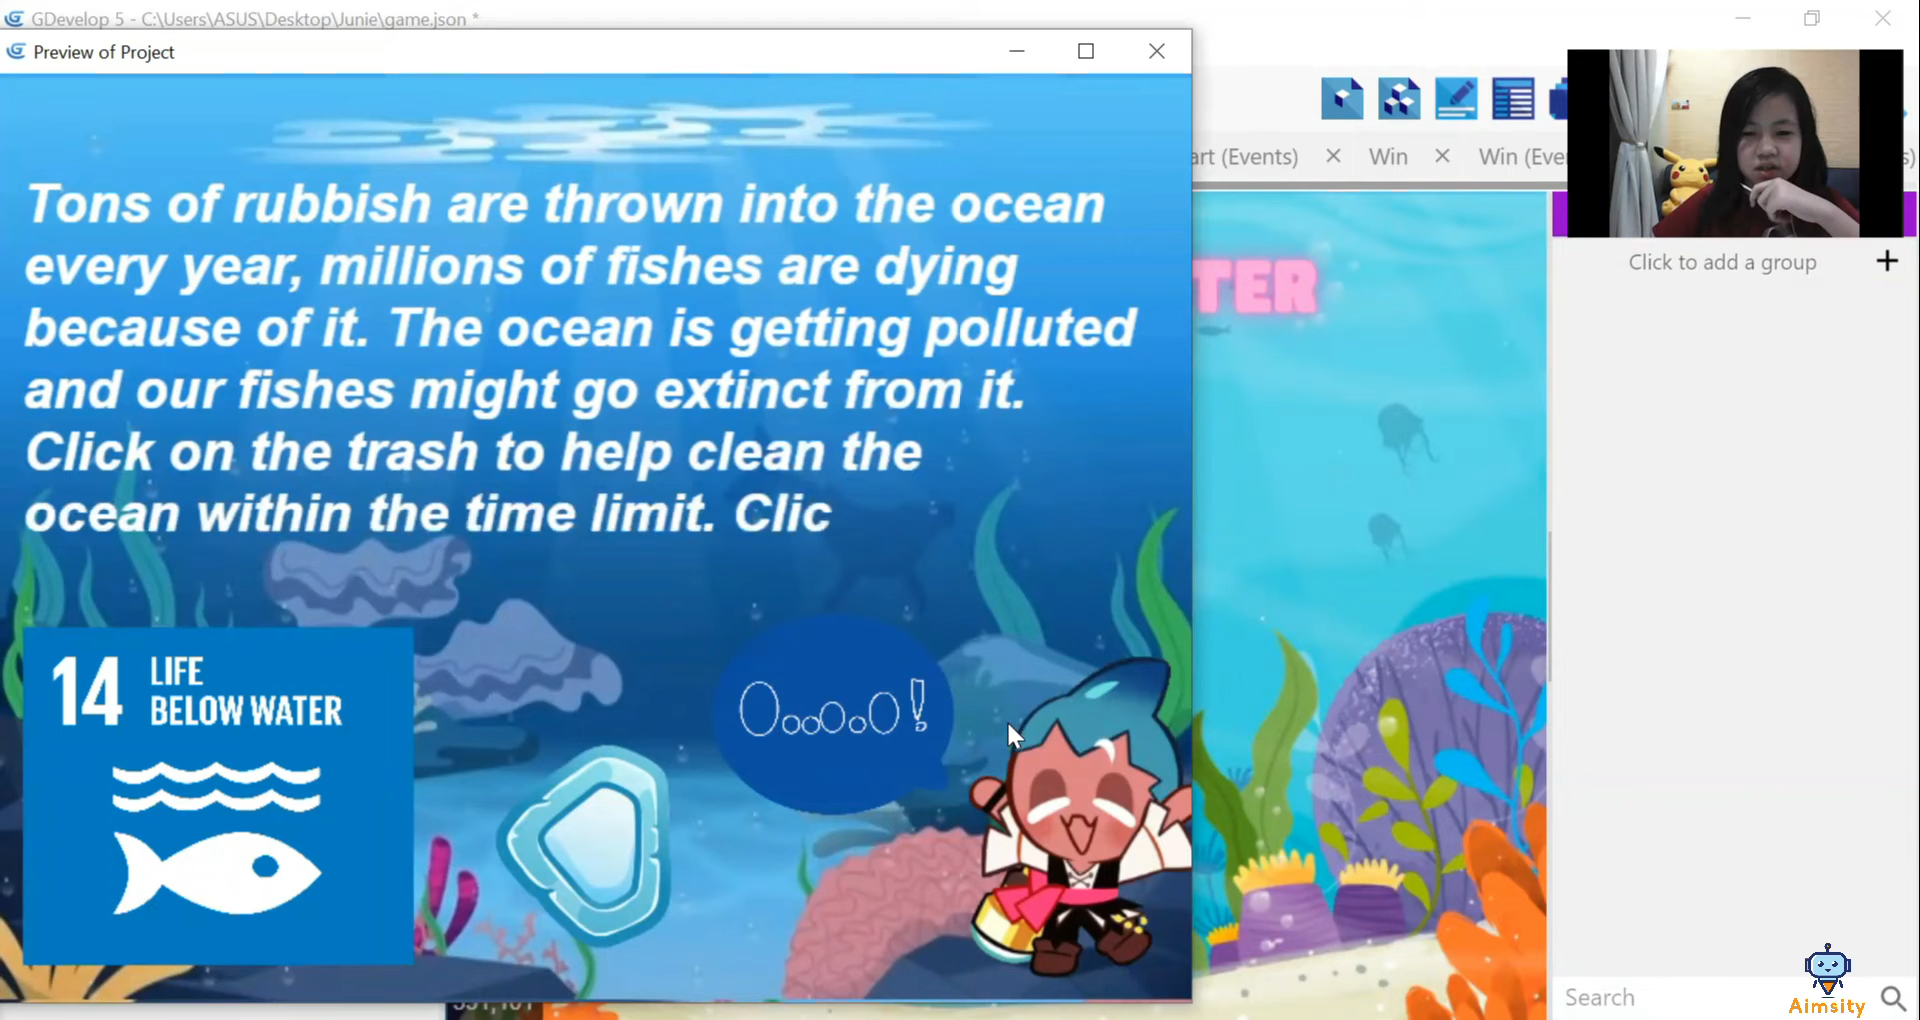 GDevelop 5 - C:\Users\ASUS\Desktop\Junie\game.json *
Preview of Project
art (Events)
Win
Win (Eve
Tons of rubbish are thrown into the ocean
every year, millions of fishes are dying
because of it. The ocean is getting polluted
and our fishes might go extinct from it.
Click on the trash to help clean the
ocean within the time limit. Clic
TER
Click to add a group
14 LIFE
BELOW WATER
OooOoO!
Search
Aimsity